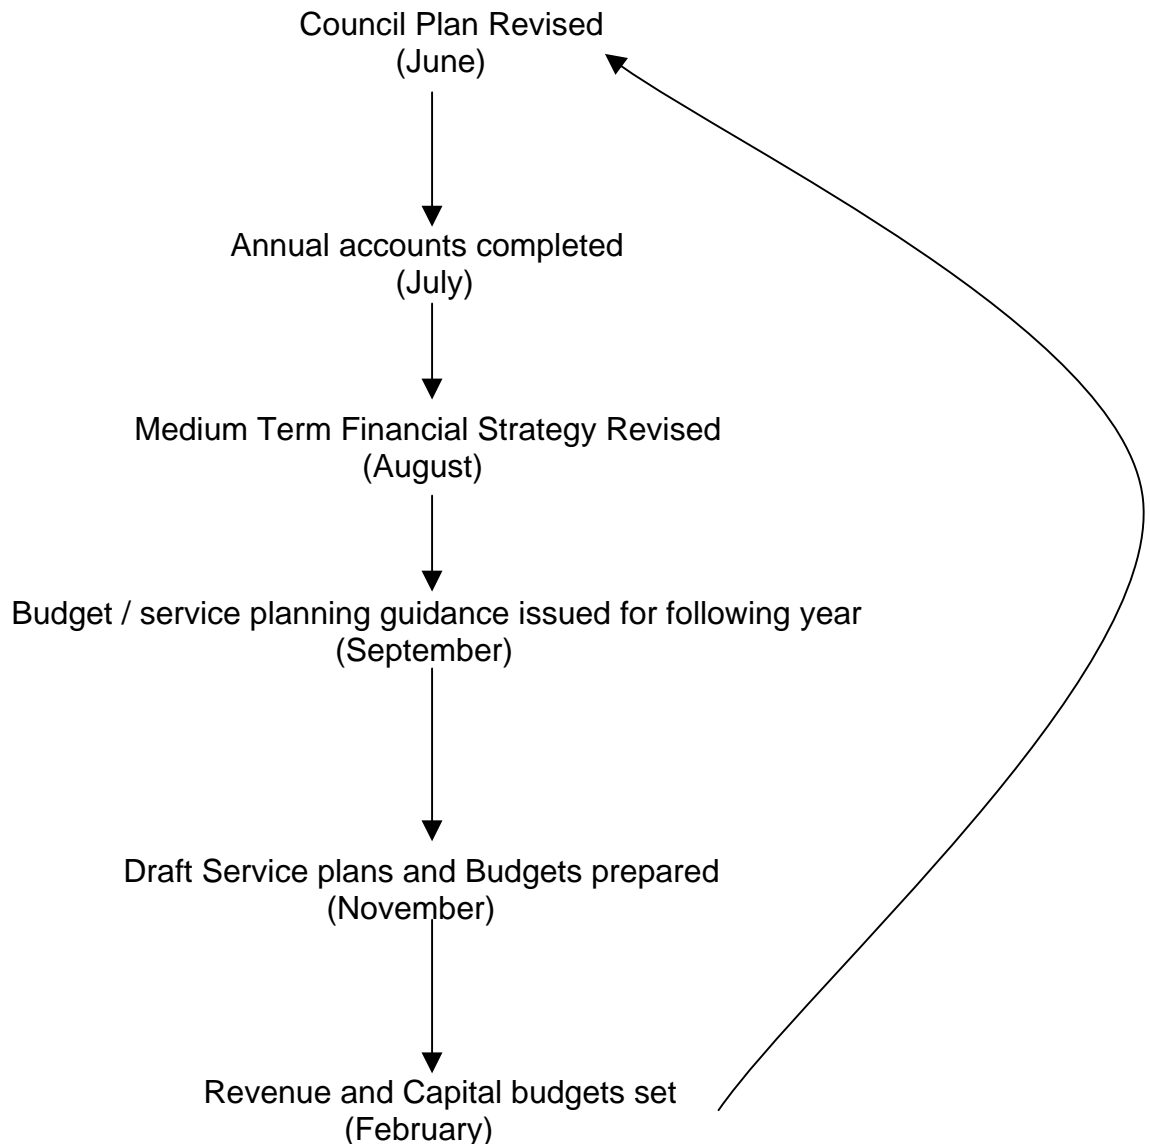 Council Plan Revised
(June)
Annual accounts completed
(July)
Medium Term Financial Strategy Revised
(August)
Budget / service planning guidance issued for following year
(September)
Draft Service plans and Budgets prepared
(November)
Revenue and Capital budgets set
(February)